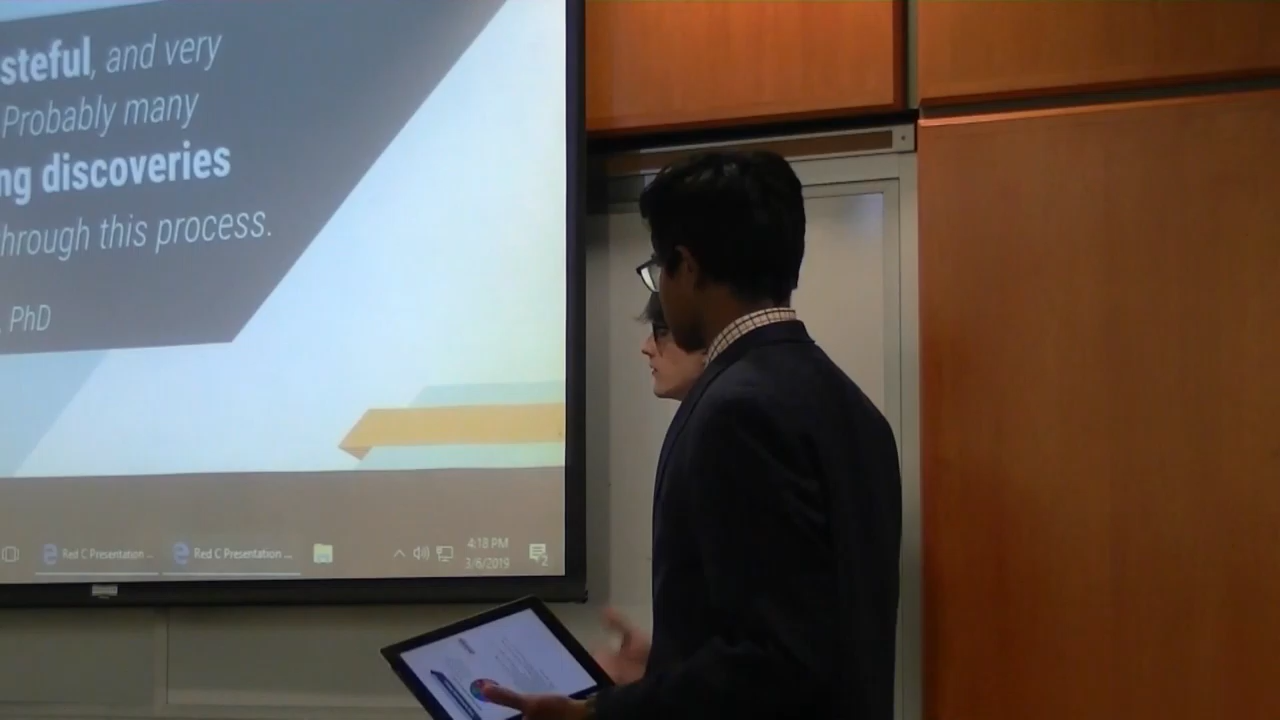 steful, and very
Probably many
ng discoveries
hrough this process.
, PhD
Red C Presentation ...
Red C Presentation ...
4:18 PM
3/6/2019
2